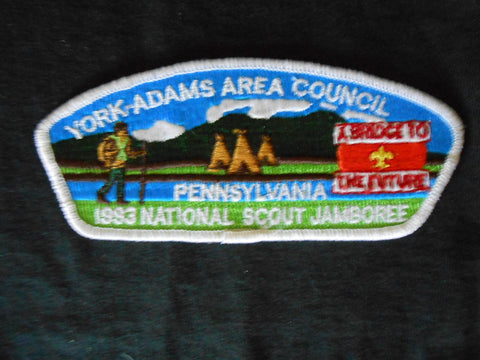 YORK-ADAMS AREA COUNCIL
A BRIDGE TO
THE FUTURE
PENNSYLVANIA
1993 NATIONAL SCOUT JAMBOREE